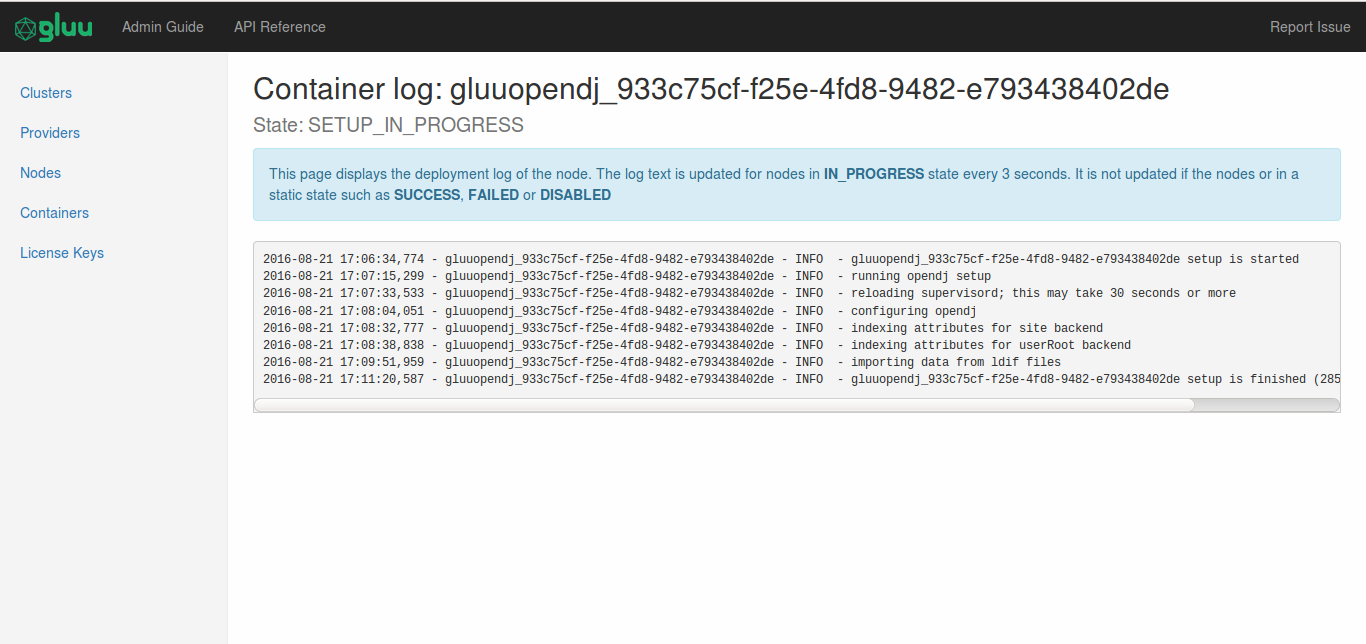 gluu Admin Guide API Reference Report Issue
Clusters
Providers
Nodes
Containers
License Keys
Container log: gluuopendj_933c75cf-f25e-4fd8-9482-e793438402de
State: SETUP_IN_PROGRESS
This page displays the deployment log of the node. The log text is updated for nodes in IN_PROGRESS state every 3 seconds. It is not updated if the nodes or in a
static state such as SUCCESS, FAILED or DISABLED
2016-08-21 17:06:34,774 - gluuopendj_933c75cf-f25e-4fd8-9482-e793438402de - INFO  - gluuopendj_933c75cf-f25e-4fd8-9482-e793438402de setup is started
2016-08-21 17:07:15,299 - gluuopendj_933c75cf-f25e-4fd8-9482-e793438402de - INFO  - running opendj setup
2016-08-21 17:07:33,533 - gluuopendj_933c75cf-f25e-4fd8-9482-e793438402de - INFO  - reloading supervisord; this may take 30 seconds or more
2016-08-21 17:08:04,051 - gluuopendj_933c75cf-f25e-4fd8-9482-e793438402de - INFO  - configuring opendj
2016-08-21 17:08:32,777 - gluuopendj_933c75cf-f25e-4fd8-9482-e793438402de - INFO  - indexing attributes for site backend
2016-08-21 17:08:38,838 - gluuopendj_933c75cf-f25e-4fd8-9482-e793438402de - INFO  - indexing attributes for userRoot backend
2016-08-21 17:09:51,959 - gluuopendj_933c75cf-f25e-4fd8-9482-e793438402de - INFO  - importing data from ldif files
2016-08-21 17:11:20,587 - gluuopendj_933c75cf-f25e-4fd8-9482-e793438402de - INFO  - gluuopendj_933c75cf-f25e-4fd8-9482-e793438402de setup is finished (285